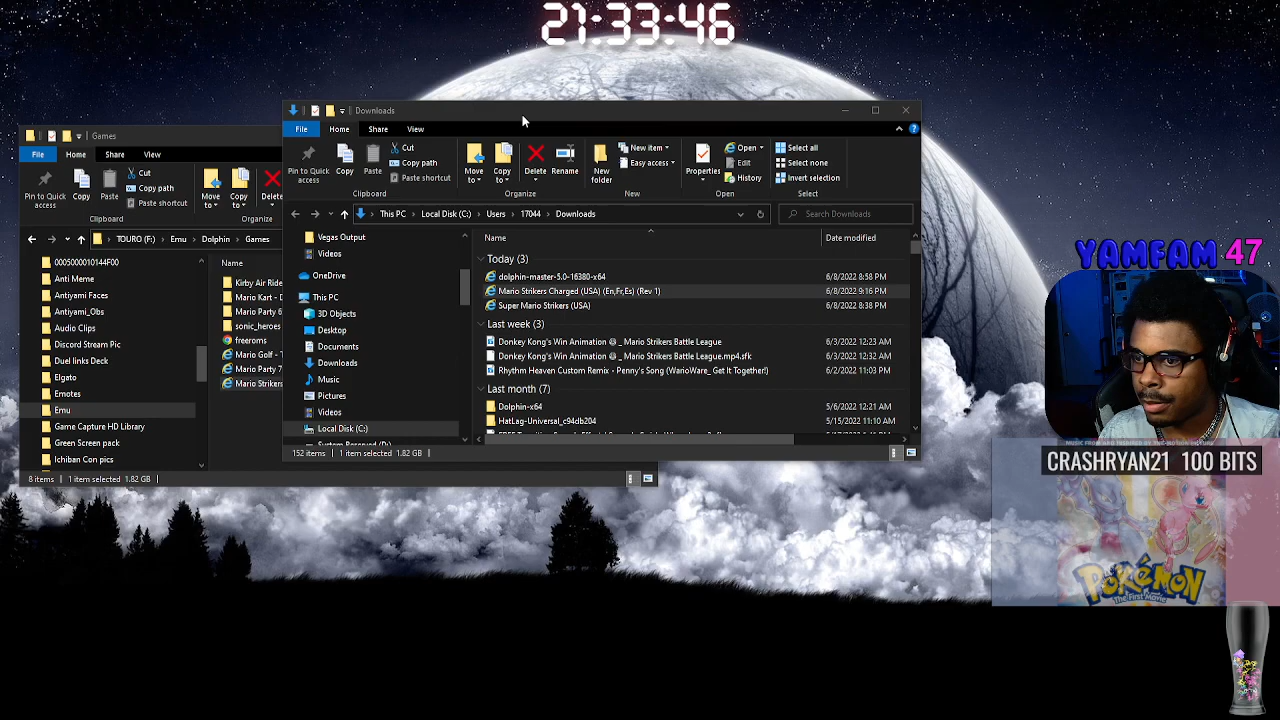 21:33:46
Downloads
File Home Share View
Pin to Quick access
Copy
Paste
Cut
Copy path
Paste shortcut
Clipboard
Move to
Copy to
Delete
Rename
Organize
New folder
New item
Easy access
New
Properties
Open
Edit
History
Open
Select all
Select none
Invert selection
Select
This PC > Local Disk (C:) > Users > 17044 > Downloads
Search Downloads
Vegas Output
Videos
OneDrive
This PC
3D Objects
Desktop
Documents
Downloads
Music
Pictures
Videos
Local Disk (C:)
System Reserved (D:)
Name Date modified
Today (3)
dolphin-master-5.0-16380-x64 6/8/2022 8:58 PM
Mario Strikers Charged (USA) (En,Fr,Es) (Rev 1) 6/8/2022 9:16 PM
Super Mario Strikers (USA) 6/8/2022 8:38 PM
Last week (3)
Donkey Kong's Win Animation @ _ Mario Strikers Battle League 6/3/2022 12:23 AM
Donkey Kong's Win Animation @ _ Mario Strikers Battle League.mp4.sfk 6/3/2022 12:32 AM
Rhythm Heaven Custom Remix - Penny's Song (WarioWare_ Get It Together!) 6/2/2022 11:03 PM
Last month (7)
Dolphin-x64 5/6/2022 12:21 AM
HatLag-Universal_c94db204 5/15/2022 11:10 AM
152 items 1 item selected 1.82 GB
Games
File Home Share View
Pin to Quick access
Copy
Paste
Cut
Copy path
Paste shortcut
Clipboard
Move to
Copy to
Delete
Organize
TOURO (F:) > Emu > Dolphin > Games
0005000010144F00
Anti Meme
Antiyami Faces
Antiyami_Obs
Audio Clips
Discord Stream Pic
Duel links Deck
Elgato
Emotes
Emu
Game Capture HD Library
Green Screen pack
Ichiban Con pics
Name
Kirby Air Ride
Mario Kart -
Mario Party 6
sonic_heroes
freeroms
Mario Golf - T
Mario Party 7
Mario Strikers
8 items 1 item selected 1.82 GB
YAMFAM 47
MUSIC FROM AND INSPIRED BY THE MOTION PICTURE
CRASHRYAN21 100 BITS
POKéMON
The First Movie